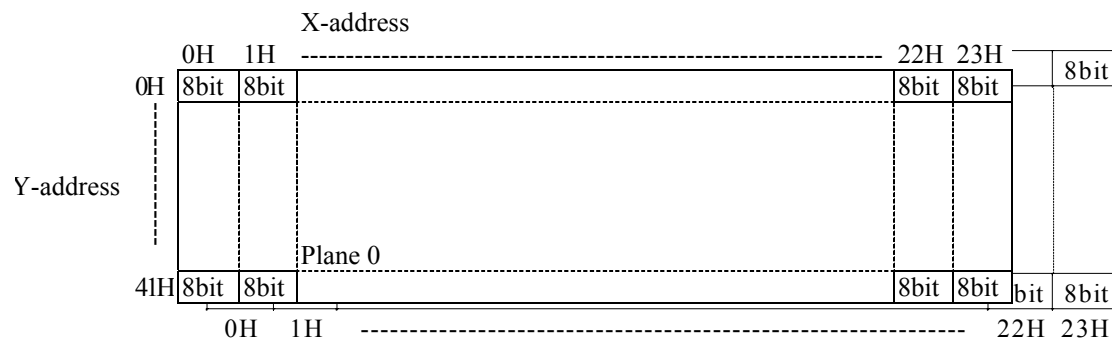 X-address
0H 1H 22H 23H
8bit
0H 8bit 8bit 8bit 8bit
Y-address
Plane 0
41H 8bit 8bit 8bit 8bit bit 8bit
0H 1H 22H 23H